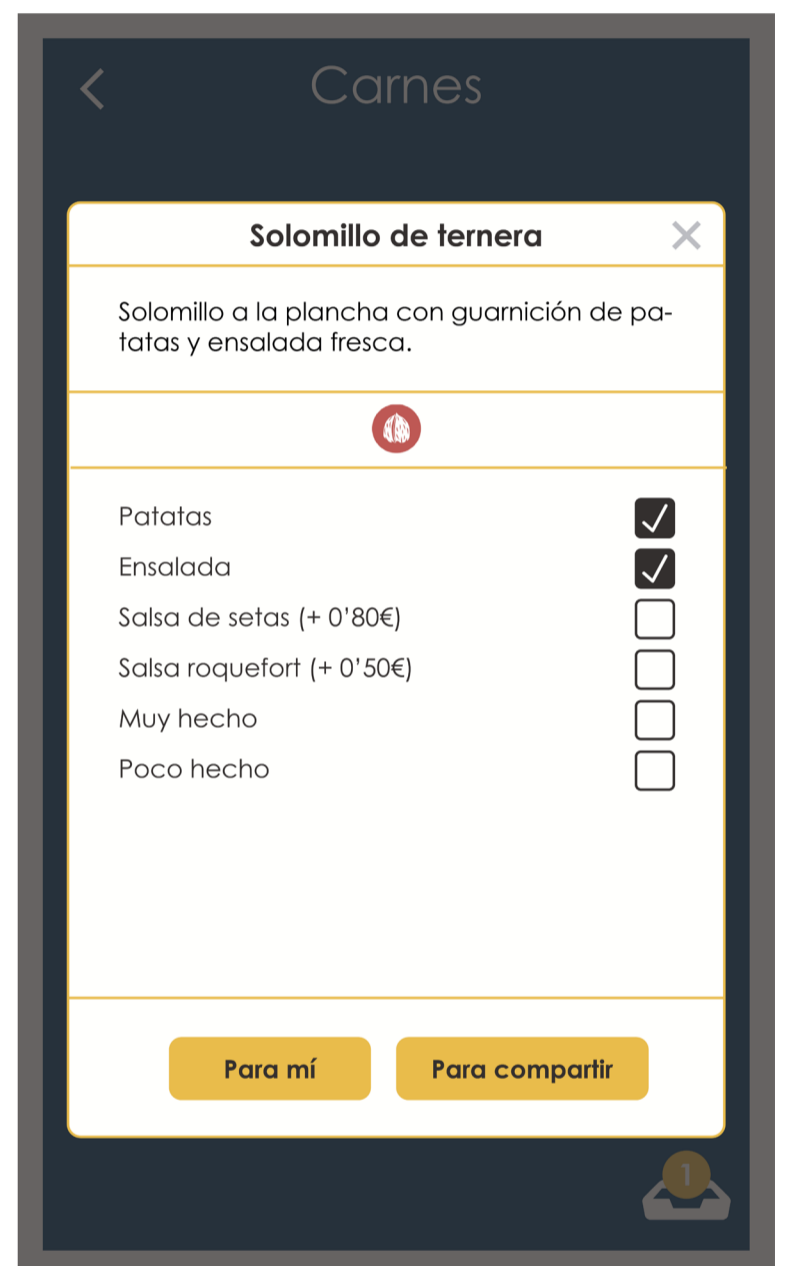 Carnes
Solomillo de ternera
Solomillo a la plancha con guarnición de pa-
tatas y ensalada fresca.
Patatas
Ensalada
Salsa de setas (+ 0'80€)
Salsa roquefort (+ 0'50€)
Muy hecho
Poco hecho
Para mí
Para compartir
1